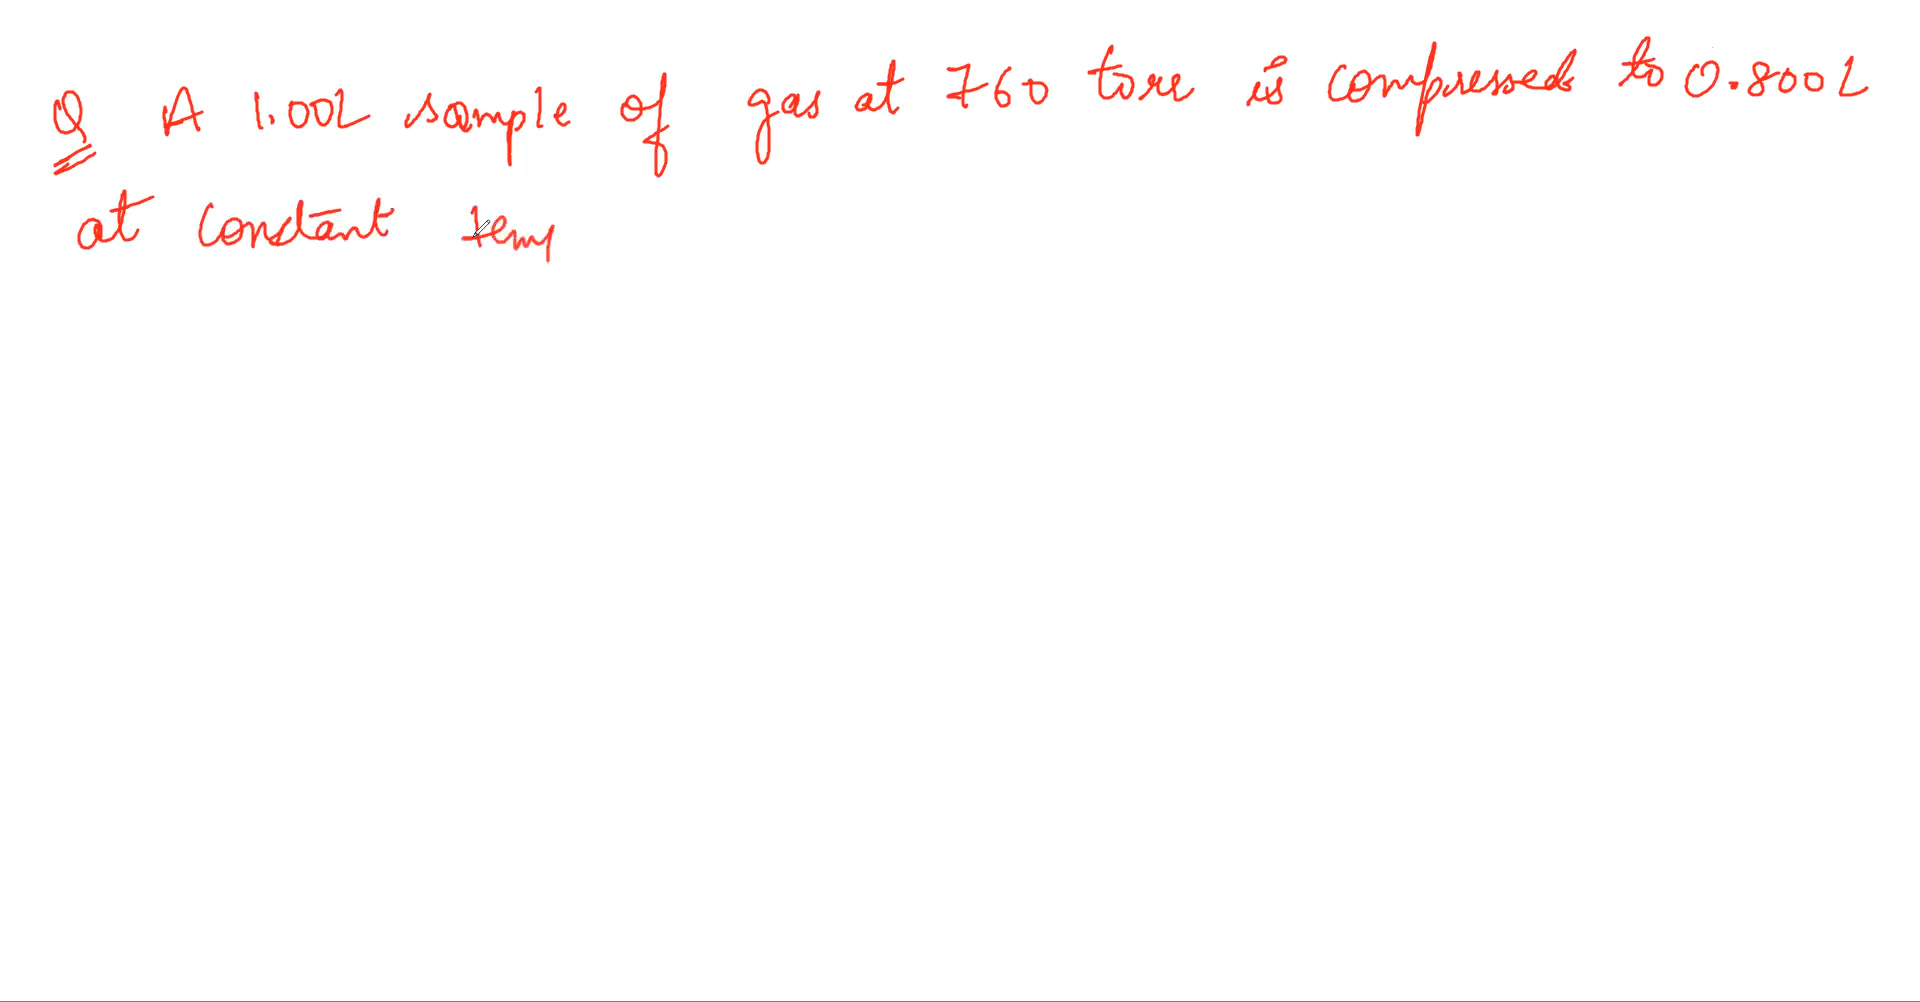 Q A 1.00L sample of gas at 760 torr is compressed to 0.800L
at constant temp